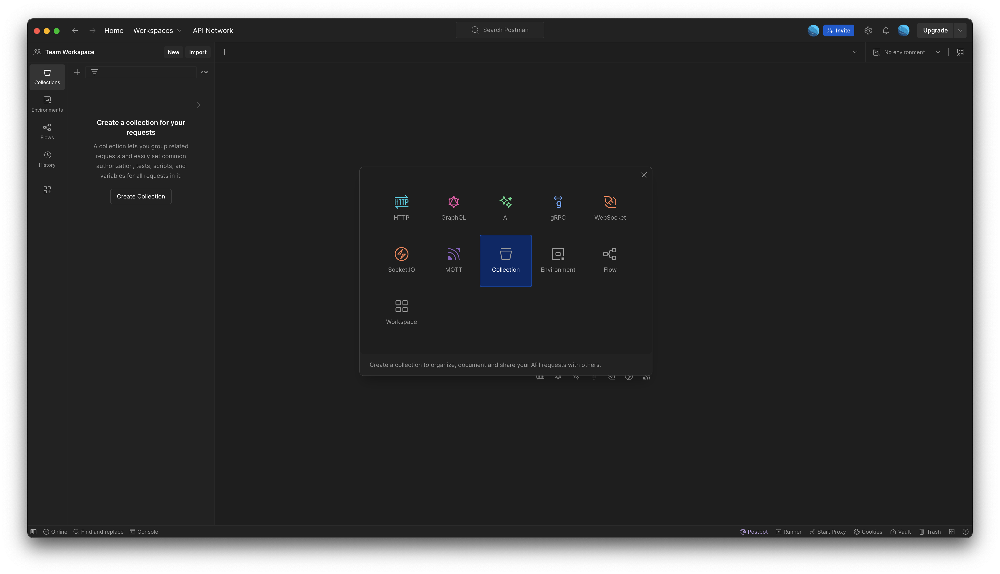 Home
Workspaces
API Network
Search Postman
Invite
Upgrade
Team Workspace
New
Import
No environment
Collections
Environments
Flows
History
Create a collection for your
requests
A collection lets you group related
requests and easily set common
authorization, tests, scripts, and
variables for all requests in it.
Create Collection
HTTP
HTTP
GraphQL
AI
g
gRPC
WebSocket
Socket.IO
MQTT
Collection
Environment
Flow
Workspace
Create a collection to organize, document and share your API requests with others.
HTTP
g
Online
Find and replace
Console
Postbot
Runner
Start Proxy
Cookies
Vault
Trash